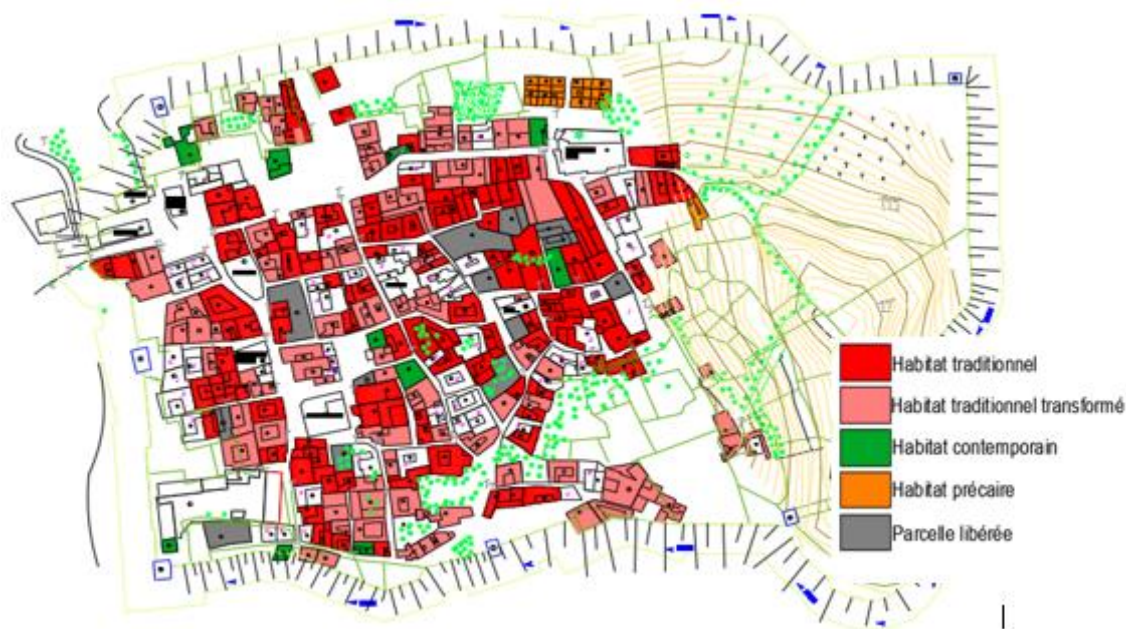 Habitat traditionnel
Habitat traditionnel transformé
Habitat contemporain
Habitat précaire
Parcelle libérée